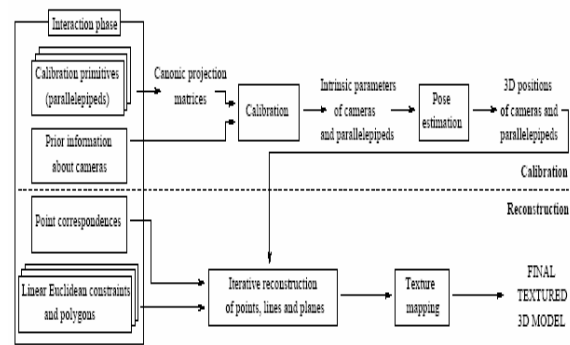 Interaction phase
Calibration primitives
(parallelepipeds)
Canonic projection
matrices
Prior information
about cameras
Calibration
Intrinsic parameters
of cameras
and parallelepipeds
Pose
estimation
3D positions
of cameras and
parallelepipeds
Calibration
Reconstruction
Point correspondences
Linear Euclidean constraints
and polygons
Iterative reconstruction
of points, lines and planes
Texture
mapping
FINAL
TEXTURED
3D MODEL